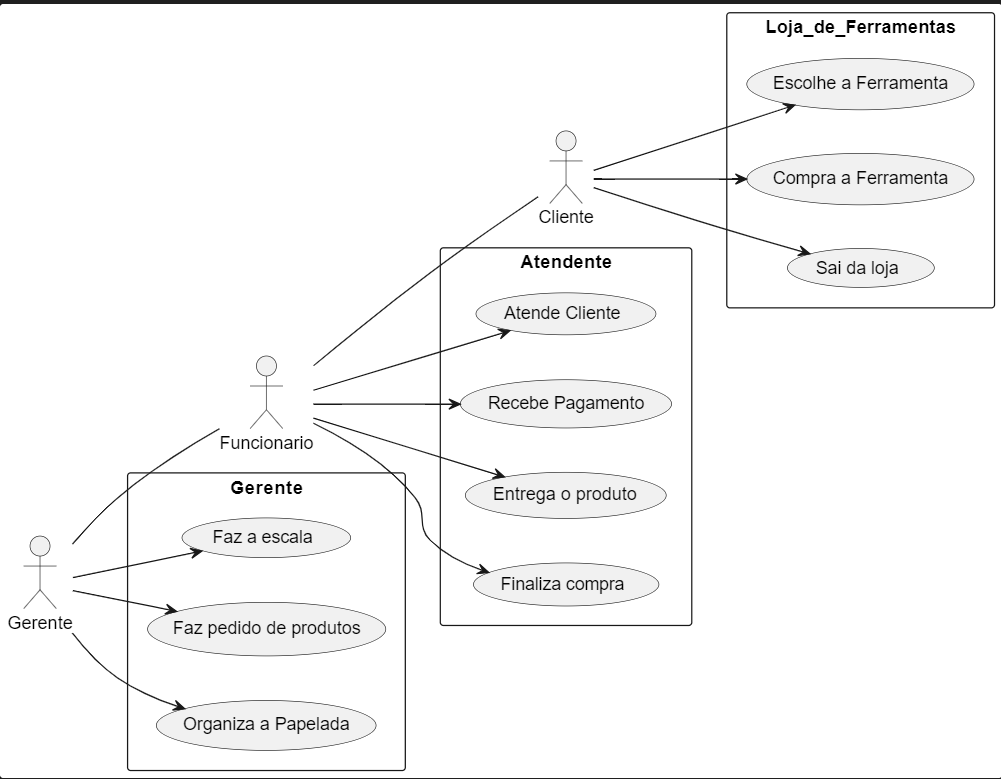 Loja_de_Ferramentas
Escolhe a Ferramenta
Compra a Ferramenta
Sai da loja
Cliente
Atendente
Atende Cliente
Recebe Pagamento
Entrega o produto
Finaliza compra
Funcionario
Gerente
Faz a escala
Faz pedido de produtos
Organiza a Papelada
Gerente